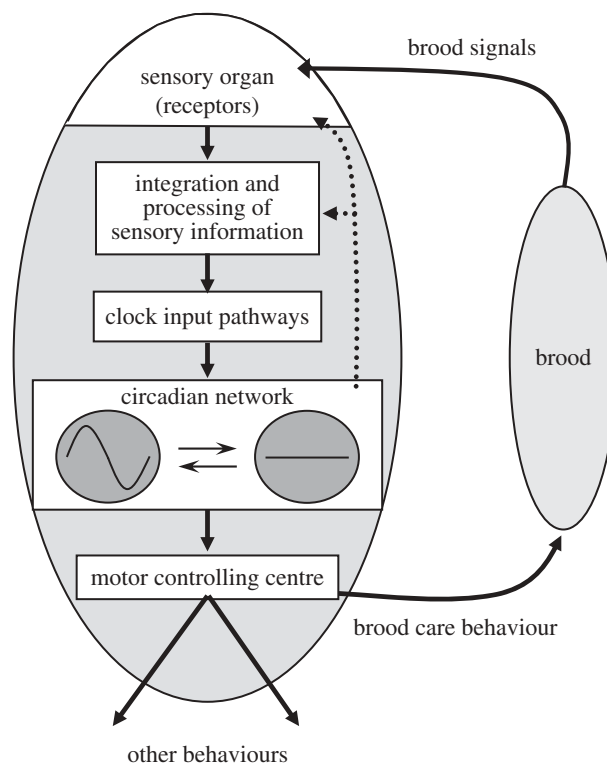 brood signals
sensory organ
(receptors)
integration and
processing of
sensory information
clock input pathways
brood
circadian network
motor controlling centre
brood care behaviour
other behaviours